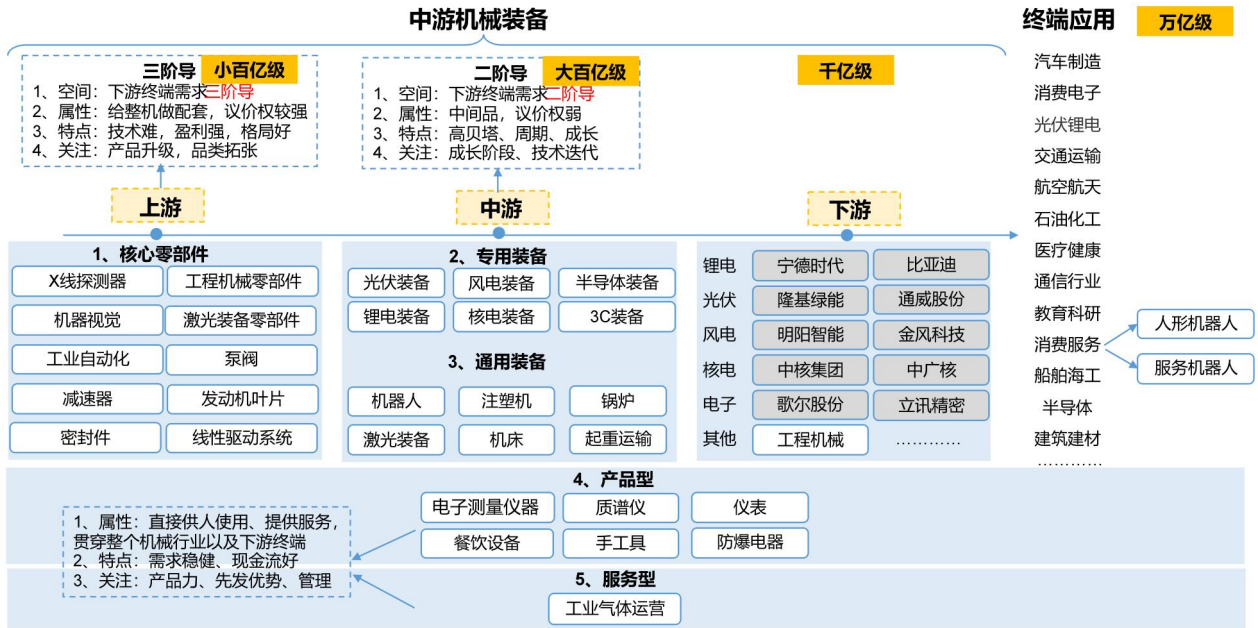 中游机械装备
终端应用
万亿级
三阶导
小百亿级
1、空间：下游终端需求三阶导
2、属性：给整机做配套，议价权较强
3、特点：技术难，盈利强，格局好
4、关注：产品升级，品类拓张
二阶导
大百亿级
1、空间：下游终端需求二阶导
2、属性：中间品，议价权弱
3、特点：高贝塔、周期、成长
4、关注：成长阶段、技术迭代
千亿级
上游
中游
下游
1、核心零部件
X线探测器
工程机械零部件
机器视觉
激光装备零部件
工业自动化
泵阀
减速器
发动机叶片
密封件
线性驱动系统
2、专用装备
光伏装备
风电装备
半导体装备
锂电装备
核电装备
3C装备
3、通用装备
机器人
注塑机
锅炉
激光装备
机床
起重运输
锂电
宁德时代
比亚迪
光伏
隆基绿能
通威股份
风电
明阳智能
金风科技
核电
中核集团
中广核
电子
歌尔股份
立讯精密
其他
工程机械
…………
汽车制造
消费电子
光伏锂电
交通运输
航空航天
石油化工
医疗健康
通信行业
教育科研
消费服务
船舶海工
半导体
建筑建材
…………
人形机器人
服务机器人
4、产品型
电子测量仪器
质谱仪
仪表
餐饮设备
手工具
防爆电器
1、属性：直接供人使用、提供服务，
贯穿整个机械行业以及下游终端
2、特点：需求稳健、现金流好
3、关注：产品力、先发优势、管理
5、服务型
工业气体运营